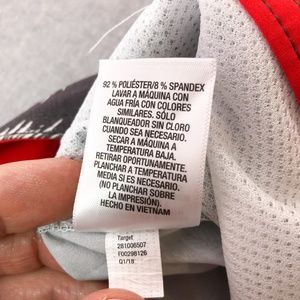 92 % POLIÉSTER/8 % SPANDEX
LAVAR A MÁQUINA CON
AGUA FRÍA CON COLORES
SIMILARES. SÓLO
BLANQUEADOR SIN CLORO
CUANDO SEA NECESARIO.
SECAR A MÁQUINA A
TEMPERATURA BAJA.
RETIRAR OPORTUNAMENTE.
PLANCHAR A TEMPERATURA
MEDIA SI ES NECESARIO.
(NO PLANCHAR SOBRE
LA IMPRESIÓN).
HECHO EN VIETNAM
Target
281006507
F00298126
Q1/18